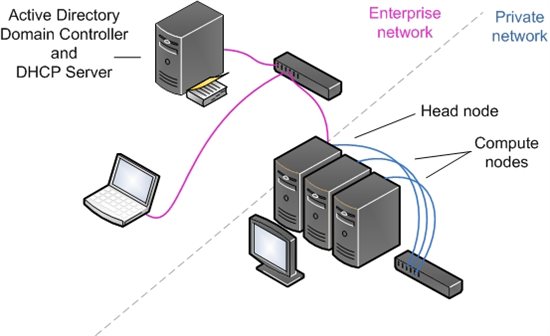 Active Directory
Domain Controller
and
DHCP Server
Enterprise
network
Private
network
Head node
Compute
nodes